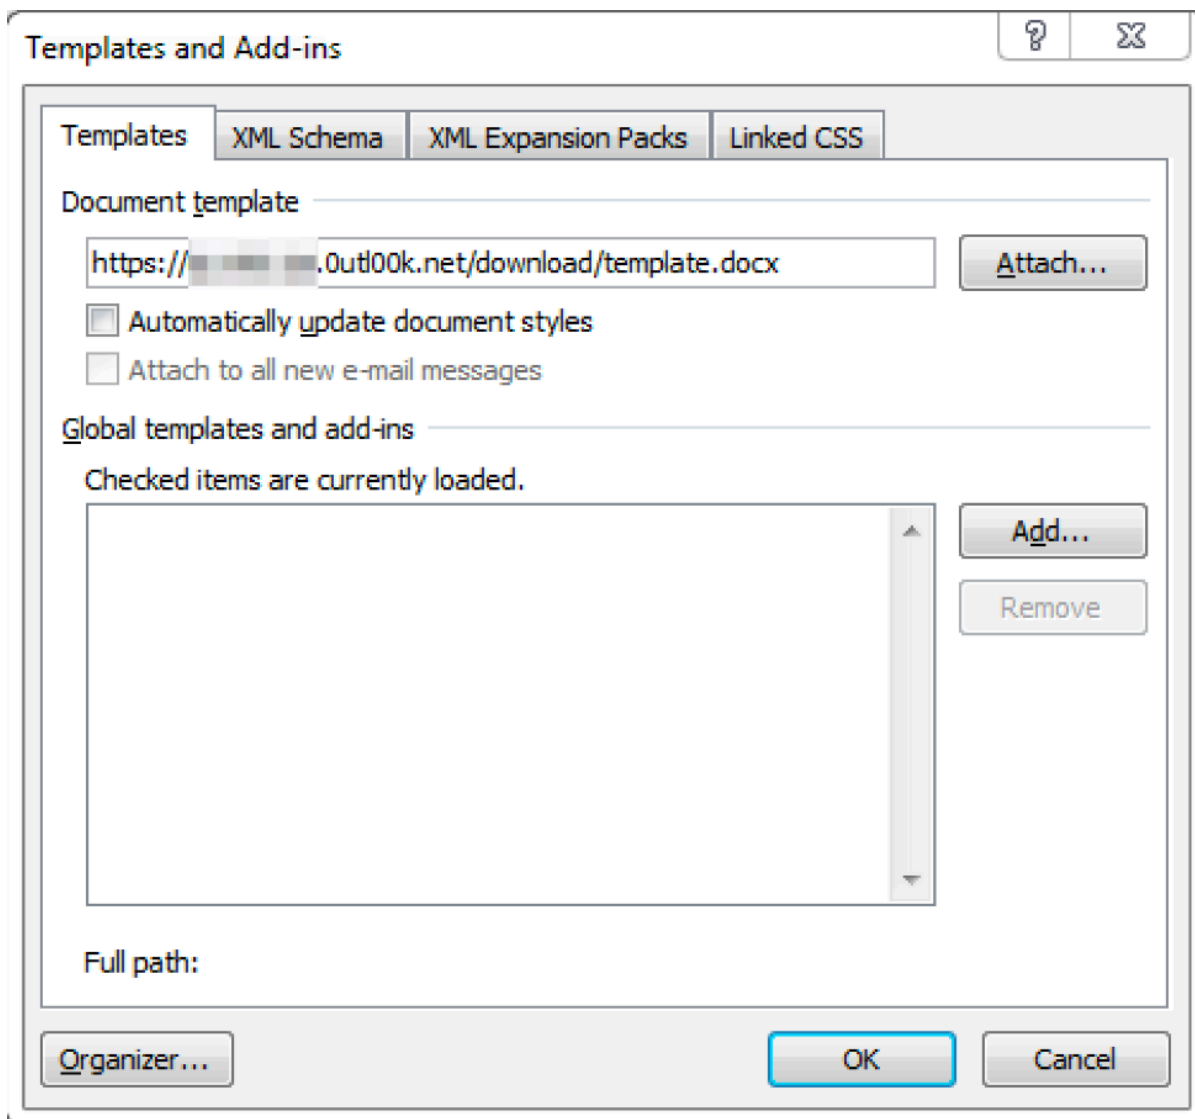 Templates and Add-ins
Templates XML Schema XML Expansion Packs Linked CSS
Document template
https:// .0utl00k.net/download/template.docx Attach...
Automatically update document styles
Attach to all new e-mail messages
Global templates and add-ins
Checked items are currently loaded.
Add...
Remove
Full path:
Organizer... OK Cancel